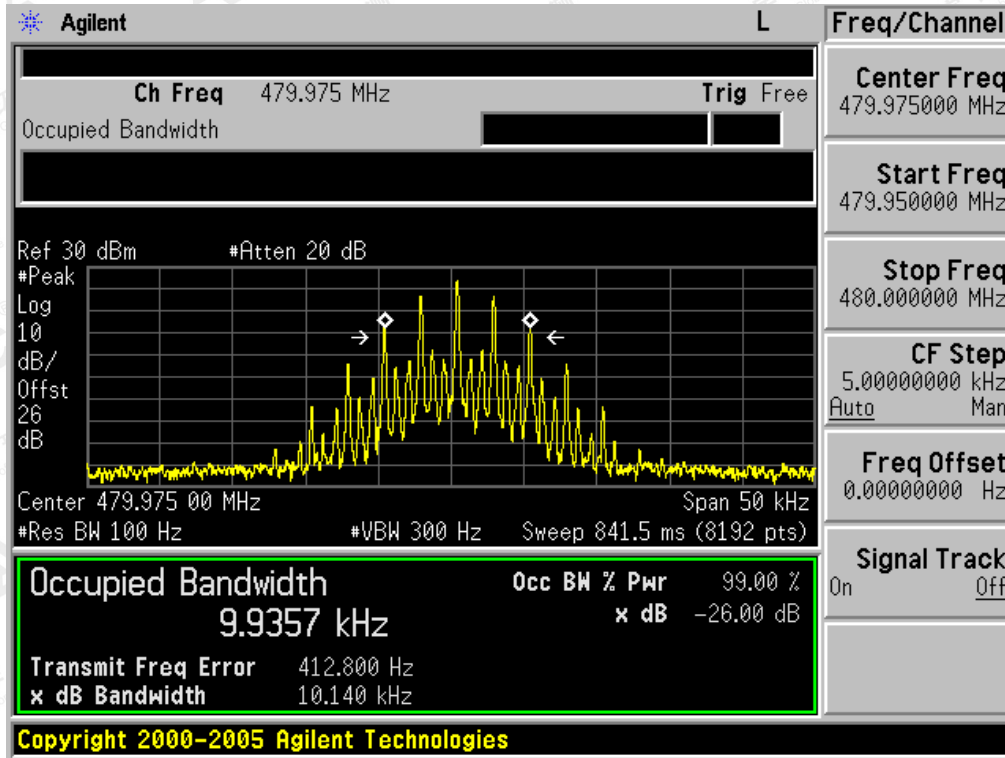 Agilent L Freq/Channel
Ch Freq 479.975 MHz Trig Free
Occupied Bandwidth
Center Freq
479.975000 MHz
Start Freq
479.950000 MHz
Stop Freq
480.000000 MHz
CF Step
5.00000000 kHz
Auto Man
Freq Offset
0.00000000 Hz
Signal Track
On Off
Ref 30 dBm #Atten 20 dB
#Peak
Log
10
dB/
Offst
26
dB
Center 479.975 00 MHz Span 50 kHz
#Res BW 100 Hz #VBW 300 Hz Sweep 841.5 ms (8192 pts)
Occupied Bandwidth Occ BW % Pwr 99.00 %
9.9357 kHz x dB -26.00 dB
Transmit Freq Error 412.800 Hz
x dB Bandwidth 10.140 kHz
Copyright 2000-2005 Agilent Technologies